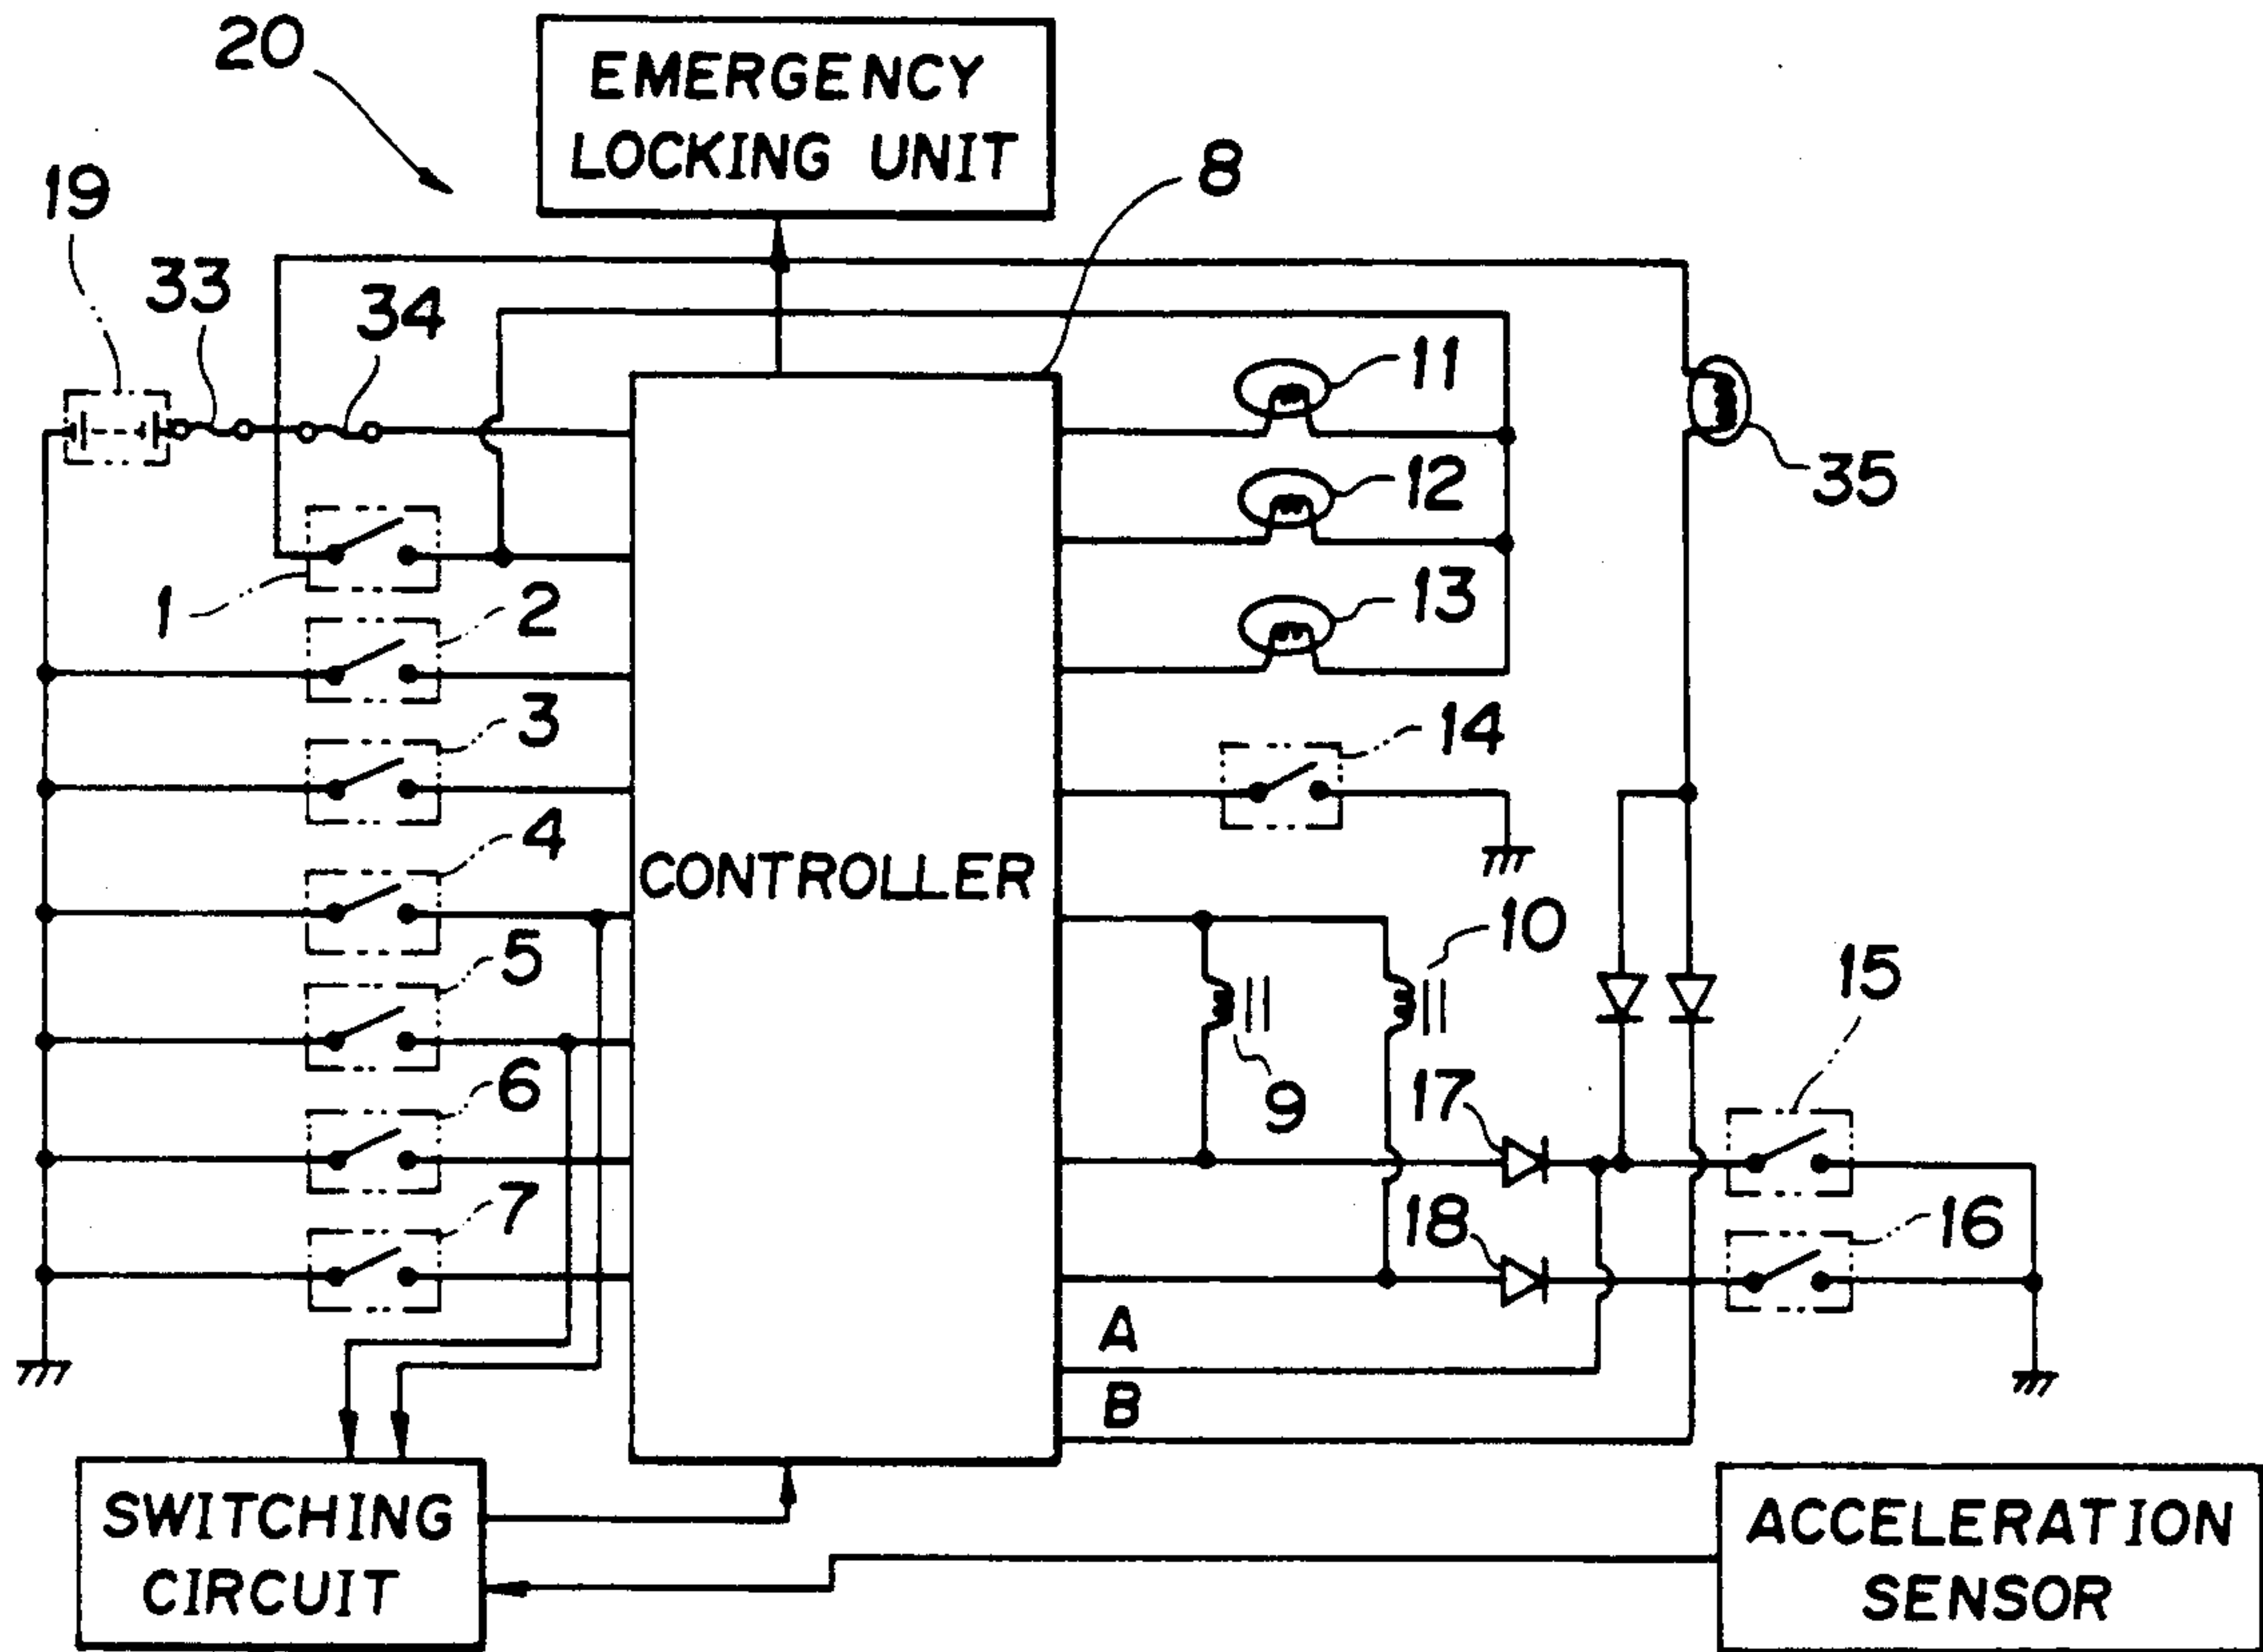 20
EMERGENCY
LOCKING UNIT
8
19
33
34
11
12
35
1
2
13
3
14
4
CONTROLLER
5
10
15
6
9
17
7
18
16
A
B
SWITCHING
CIRCUIT
ACCELERATION
SENSOR